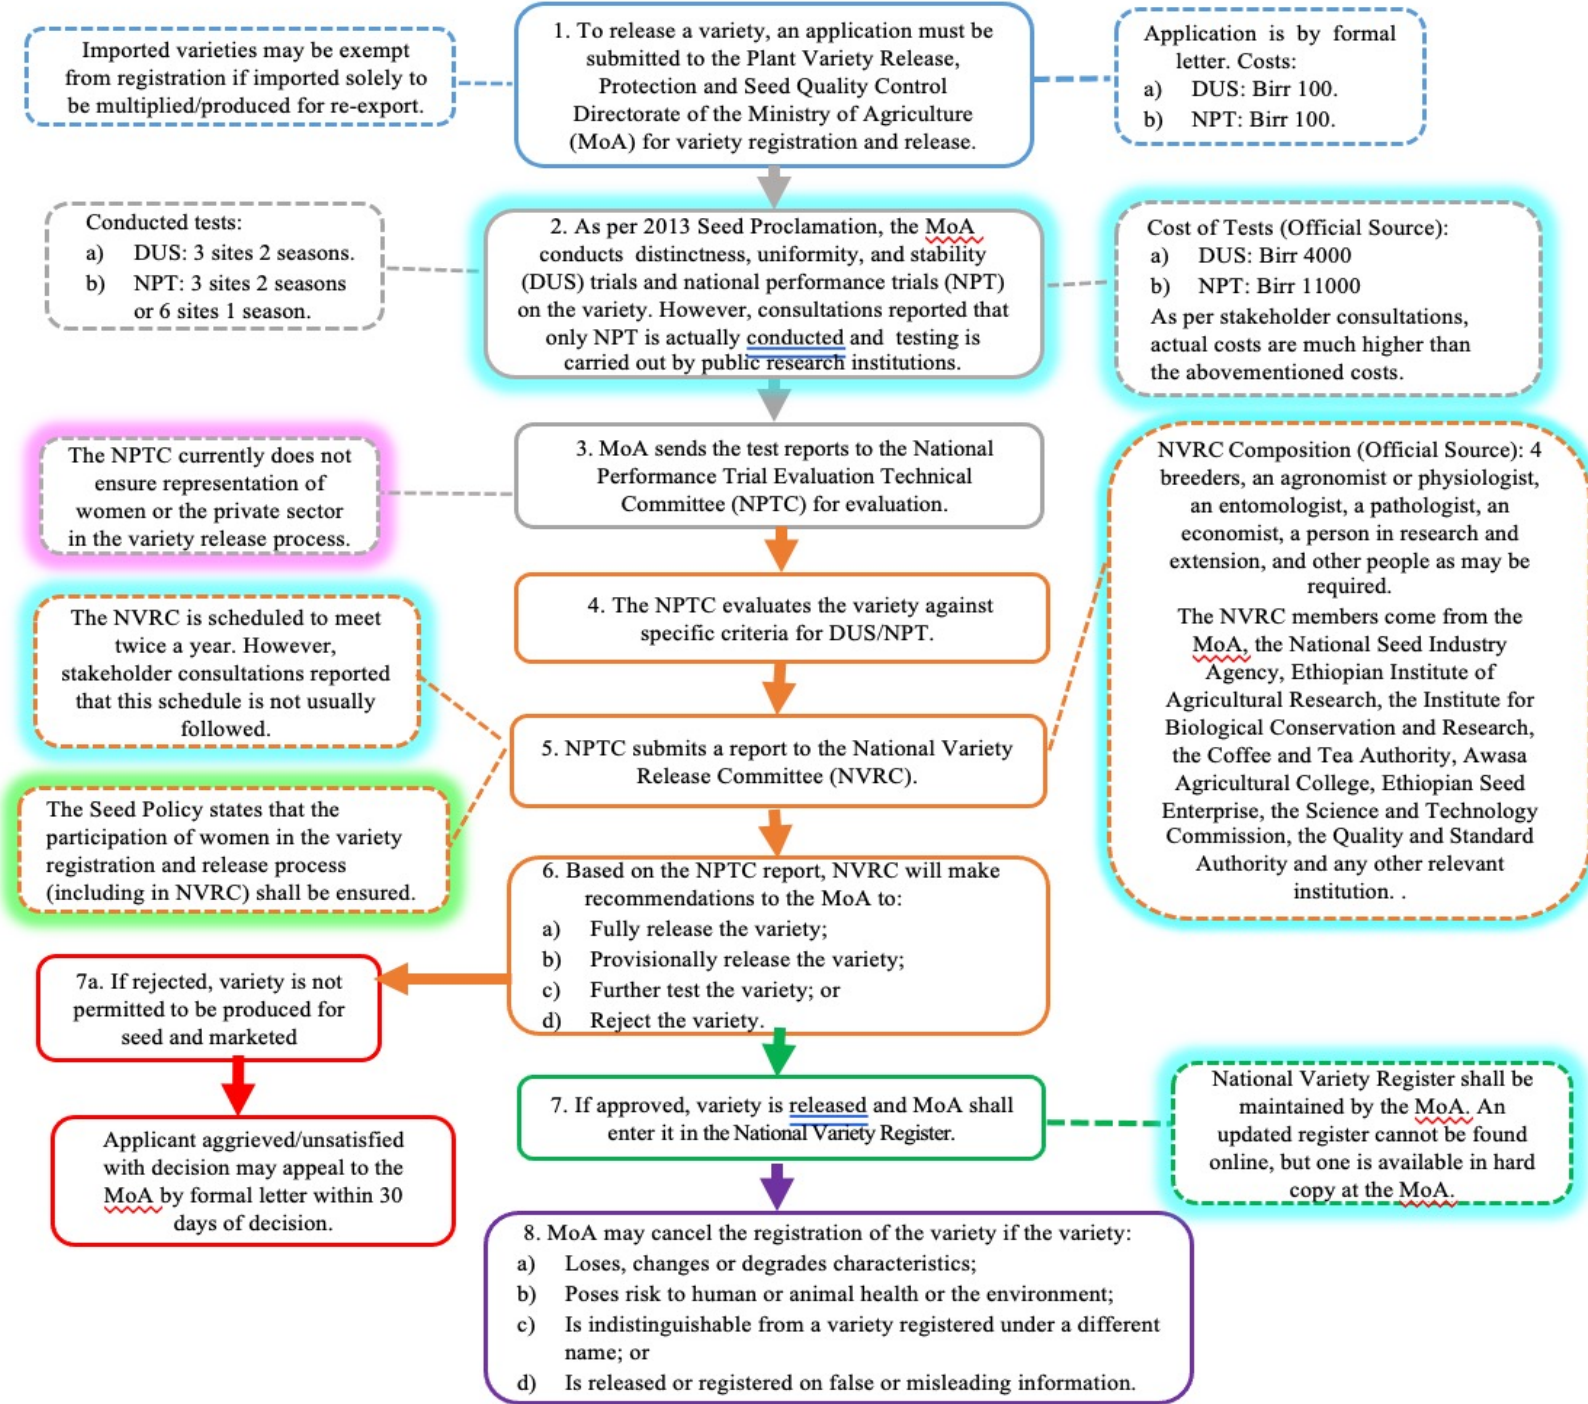 Imported varieties may be exempt
from registration if imported solely to
be multiplied/produced for re-export.
1. To release a variety, an application must be
submitted to the Plant Variety Release,
Protection and Seed Quality Control
Directorate of the Ministry of Agriculture
(MoA) for variety registration and release.
Application is by formal
letter. Costs:
a) DUS: Birr 100.
b) NPT: Birr 100.
Conducted tests:
a) DUS: 3 sites 2 seasons.
b) NPT: 3 sites 2 seasons
or 6 sites 1 season.
2. As per 2013 Seed Proclamation, the MoA
conducts distinctness, uniformity, and stability
(DUS) trials and national performance trials (NPT)
on the variety. However, consultations reported that
only NPT is actually conducted and testing is
carried out by public research institutions.
Cost of Tests (Official Source):
a) DUS: Birr 4000
b) NPT: Birr 11000
As per stakeholder consultations,
actual costs are much higher than
the abovementioned costs.
The NPTC currently does not
ensure representation of
women or the private sector
in the variety release process.
3. MoA sends the test reports to the National
Performance Trial Evaluation Technical
Committee (NPTC) for evaluation.
NVRC Composition (Official Source): 4
breeders, an agronomist or physiologist,
an entomologist, a pathologist, an
economist, a person in research and
extension, and other people as may be
required.
The NVRC members come from the
MoA, the National Seed Industry
Agency, Ethiopian Institute of
Agricultural Research, the Institute for
Biological Conservation and Research,
the Coffee and Tea Authority, Awasa
Agricultural College, Ethiopian Seed
Enterprise, the Science and Technology
Commission, the Quality and Standard
Authority and any other relevant
institution. .
4. The NPTC evaluates the variety against
specific criteria for DUS/NPT.
The NVRC is scheduled to meet
twice a year. However,
stakeholder consultations reported
that this schedule is not usually
followed.
5. NPTC submits a report to the National Variety
Release Committee (NVRC).
The Seed Policy states that the
participation of women in the variety
registration and release process
(including in NVRC) shall be ensured.
6. Based on the NPTC report, NVRC will make
recommendations to the MoA to:
a) Fully release the variety;
b) Provisionally release the variety;
c) Further test the variety; or
d) Reject the variety.
7a. If rejected, variety is not
permitted to be produced for
seed and marketed
Applicant aggrieved/unsatisfied
with decision may appeal to the
MoA by formal letter within 30
days of decision.
7. If approved, variety is released and MoA shall
enter it in the National Variety Register.
National Variety Register shall be
maintained by the MoA. An
updated register cannot be found
online, but one is available in hard
copy at the MoA.
8. MoA may cancel the registration of the variety if the variety:
a) Loses, changes or degrades characteristics;
b) Poses risk to human or animal health or the environment;
c) Is indistinguishable from a variety registered under a different
name; or
d) Is released or registered on false or misleading information.